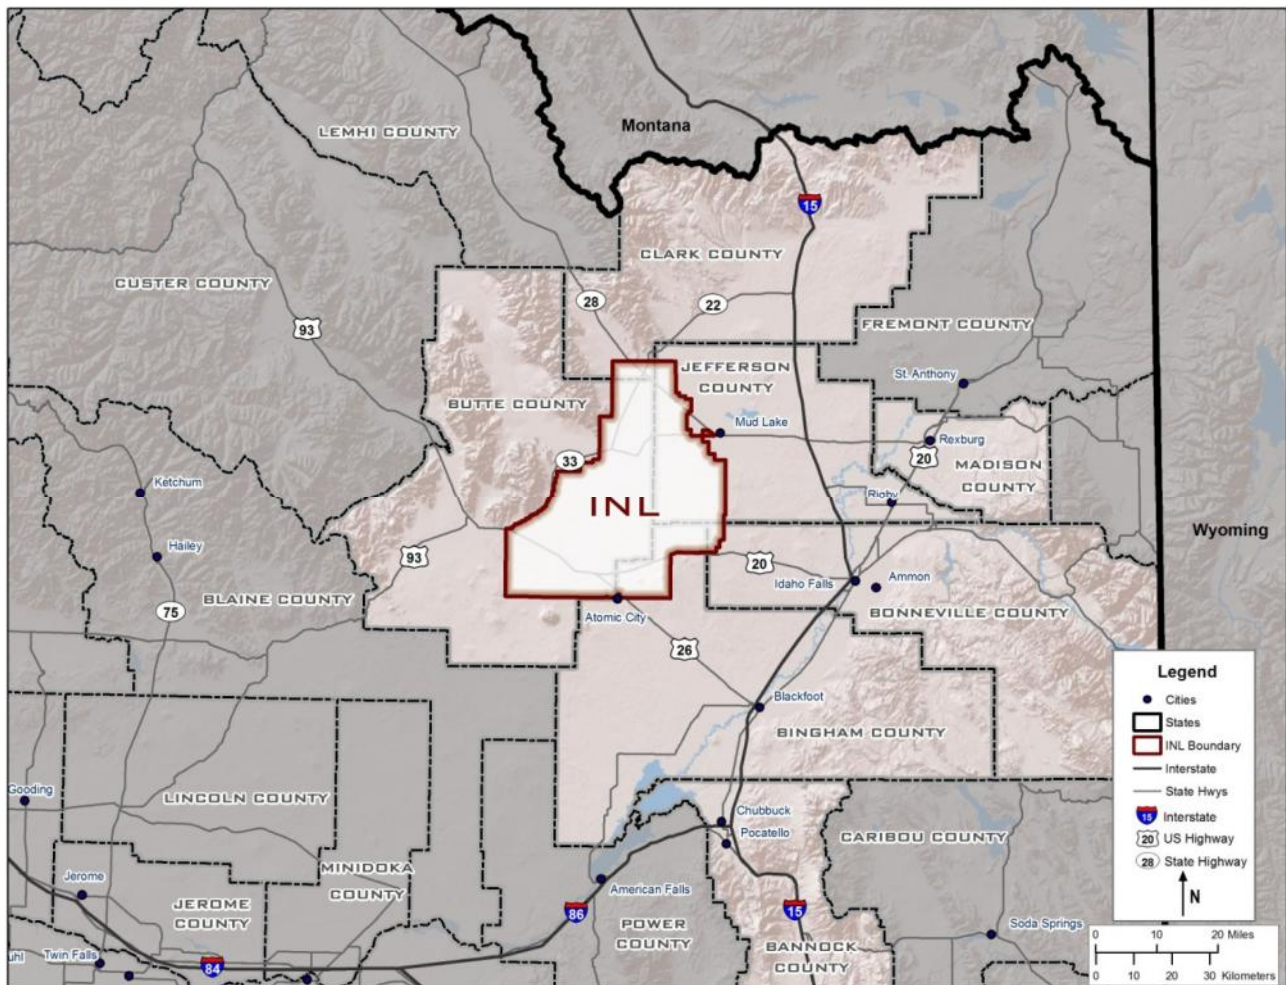 LEMHI COUNTY
Montana
15
CLARK COUNTY
CUSTER COUNTY
28
22
93
FREMONT COUNTY
JEFFERSON
COUNTY
St. Anthony
BUTTE COUNTY
Mud Lake
Rexburg
33
20
MADISON
COUNTY
Ketchum
Rigby
INL
Wyoming
Hailey
93
20
Idaho Falls
Ammon
BLAINE COUNTY
75
BONNEVILLE COUNTY
Atomic City
26
Blackfoot
BINGHAM COUNTY
Gooding
LINCOLN COUNTY
Chubbuck
Pocatello
CARIBOU COUNTY
MINIDOKA
COUNTY
Jerome
American Falls
JEROME
COUNTY
86
15
POWER
COUNTY
Soda Springs
BANNOCK
COUNTY
uhl
Twin Falls
84
Legend
Cities
States
INL Boundary
Interstate
State Hwys
15 Interstate
20 US Highway
28 State Highway
N
0 10 20 Miles
0 10 20 30 Kilometers